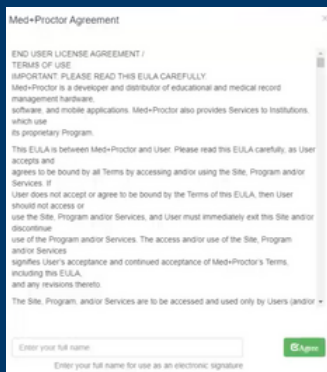 Med+Proctor Agreement
×
END USER LICENSE AGREEMENT /
TERMS OF USE
IMPORTANT: PLEASE READ THIS EULA CAREFULLY.
Med+Proctor is a developer and distributor of educational and medical record
management hardware,
software, and mobile applications. Med+Proctor also provides Services to Institutions,
which use
its proprietary Program.
This EULA is between Med+Proctor and User. Please read this EULA carefully, as User
accepts and
agrees to be bound by all Terms by accessing and/or using the Site, Program and/or
Services. If
User does not accept or agree to be bound by the Terms of this EULA, then User
should not access or
use the Site, Program and/or Services, and User must immediately exit this Site and/or
discontinue
use of the Program and/or Services. The access and/or use of the Site, Program
and/or Services
signifies User's acceptance and continued acceptance of Med+Proctor's Terms,
including this EULA,
and any revisions thereto.
The Site, Program, and/or Services are to be accessed and used only by Users (and/or
Enter your full name
Agree
Enter your full name for use as an electronic signature